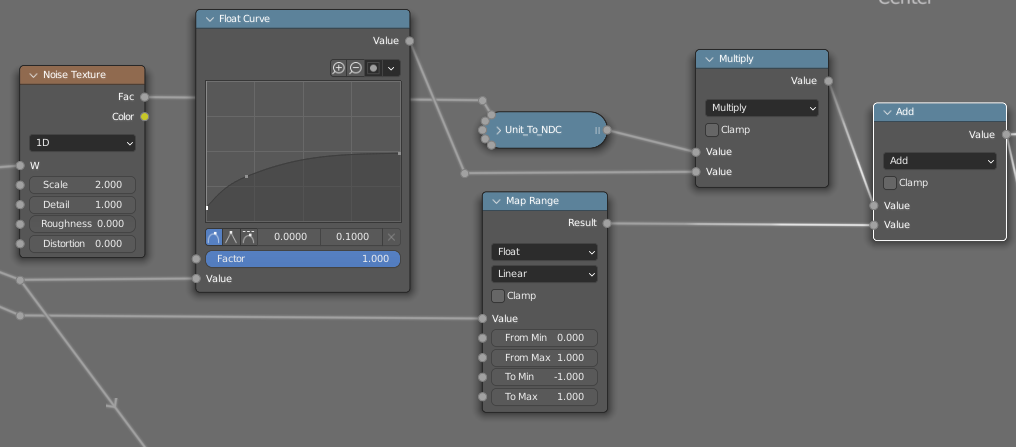 Center
Float Curve
Value
0.0000 0.1000
Factor 1.000
Value
Noise Texture
Fac
Color
1D
W
Scale 2.000
Detail 1.000
Roughness 0.000
Distortion 0.000
Unit_To_NDC
Map Range
Result
Float
Linear
Clamp
Value
From Min 0.000
From Max 1.000
To Min -1.000
To Max 1.000
Multiply
Value
Multiply
Clamp
Value
Value
Add
Value
Add
Clamp
Value
Value